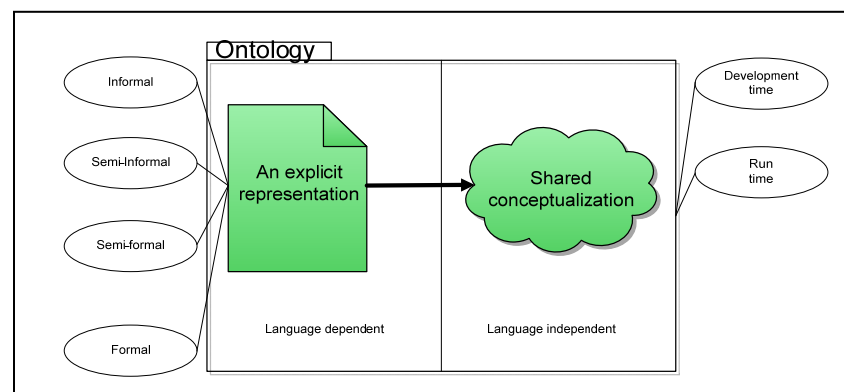 Ontology
Informal
Semi-Informal
Semi-formal
Formal
An explicit
representation
Language dependent
Shared
conceptualization
Language independent
Development
time
Run
time